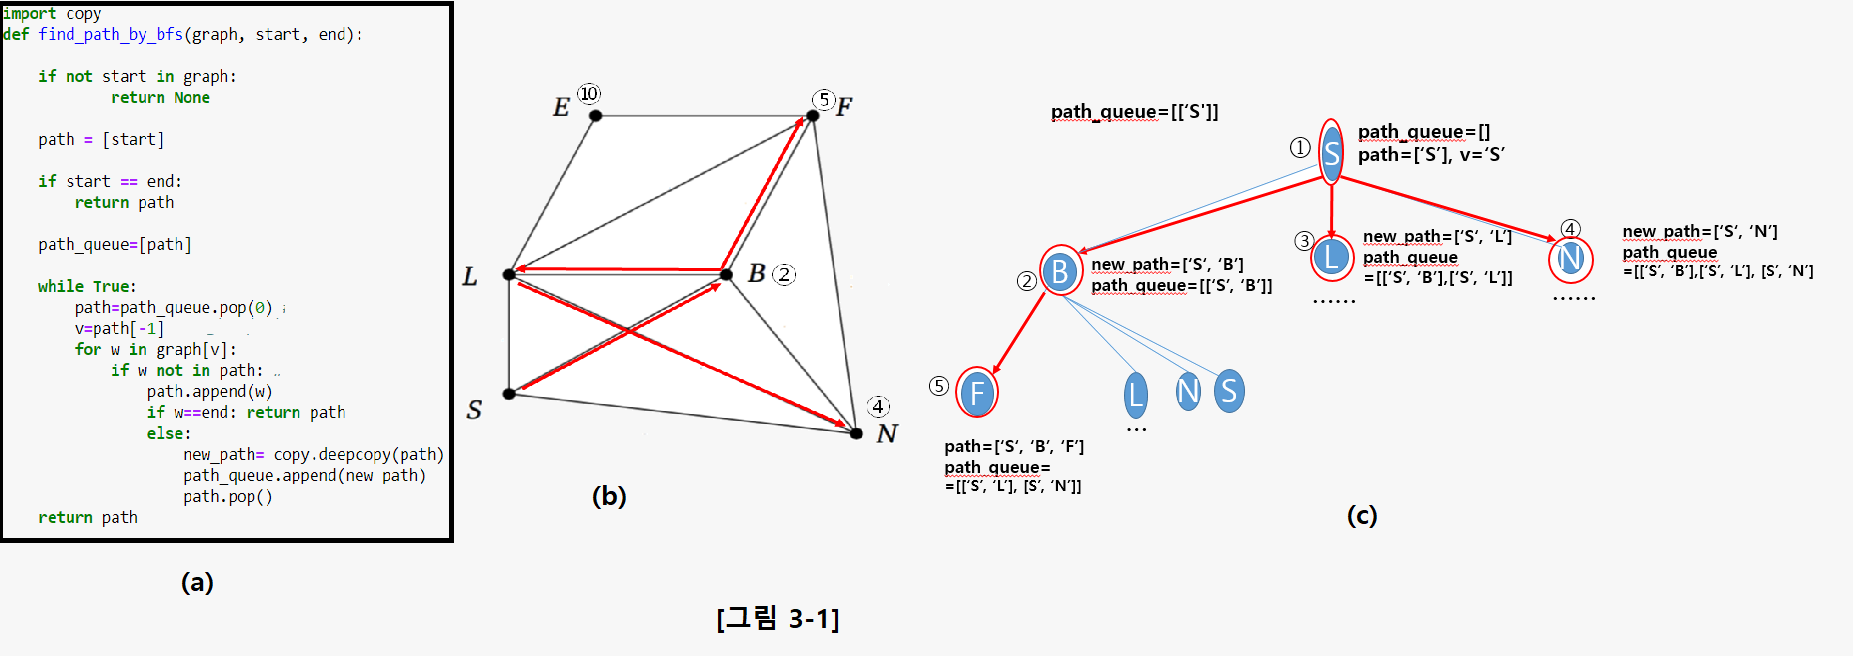 import copy
def find_path_by_bfs(graph, start, end):
if not start in graph:
return None
path = [start]
if start == end:
return path
path_queue=[path]
while True:
path=path_queue.pop(0)
v=path[-1]
for w in graph[v]:
if w not in path:
path.append(w)
if w==end: return path
else:
new_path= copy.deepcopy(path)
path_queue.append(new path)
path.pop()
return path
(a)
E ⑩
⑤ F
L
B ②
S
④
N
(b)
path_queue=[['S']]
① S
path_queue=[]
path=['S'], v='S'
② B
new_path=['S', 'B']
path_queue=[['S', 'B']]
③ L
new_path=['S', 'L']
path_queue
=[['S', 'B'],['S', 'L']]
......
④
N
new_path=['S', 'N']
path_queue
=[['S', 'B'],['S', 'L'], [S', 'N']
......
⑤ F
L
N
S
...
path=['S', 'B', 'F']
path_queue=
=[['S', 'L'], [S', 'N']]
(c)
[그림 3-1]